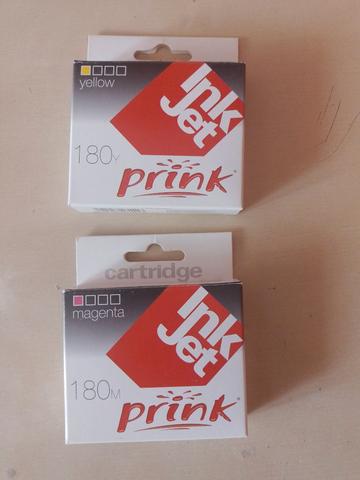 yellow
Ink
Jet
180Y
prink
cartridge
magenta
Ink
Jet
180M
prink